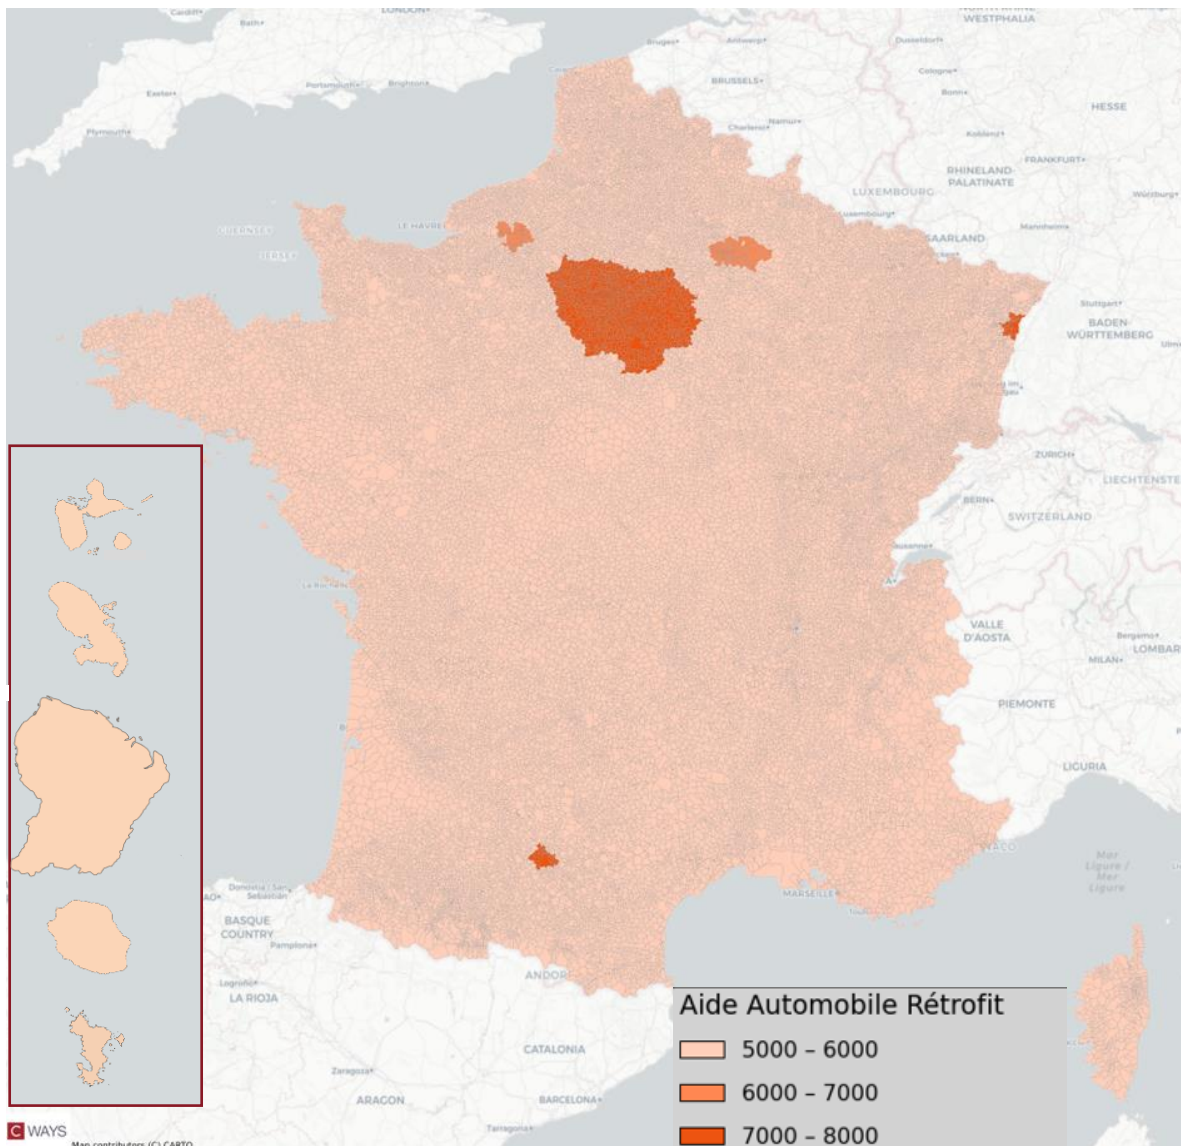 Cardiff
LONDON
NORTH RHINE-
WESTPHALIA
Bath
Bruges
Antwerp
Dusseldorf
Cologne
BRUSSELS
Exeter
Portsmouth
Brighton
Bonn
HESSE
Plymouth
Charleroi
Namur
Koblenz
FRANKFURT
RHINELAND-
PALATINATE
LUXEMBOURG
Würzburg
Luxembourg
LE HAVRE
GUERNSEY
Mannheim
SAARLAND
JERSEY
Stuttgart
BADEN-
WÜRTTEMBERG
Ulm
ZURICH
LIECHTENSTE
BERN
SWITZERLAND
Lausanne
La Rochelle
VALLE
D'AOSTA
Bergamo
LOMBAR
MILAN
PIEMONTE
LIGURIA
Mar
Ligure /
Mer
Ligure
MARSEILLE
Toulon
Donostia / San
Sebastián
BASQUE
COUNTRY
Pamplona
ANDOR
Logroño
LA RIOJA
CATALONIA
Zaragoza
ARAGON
BARCELONA
Tarragona
Aide Automobile Rétrofit
5000 – 6000
6000 – 7000
7000 – 8000
C WAYS
Map contributors (C) CARTO